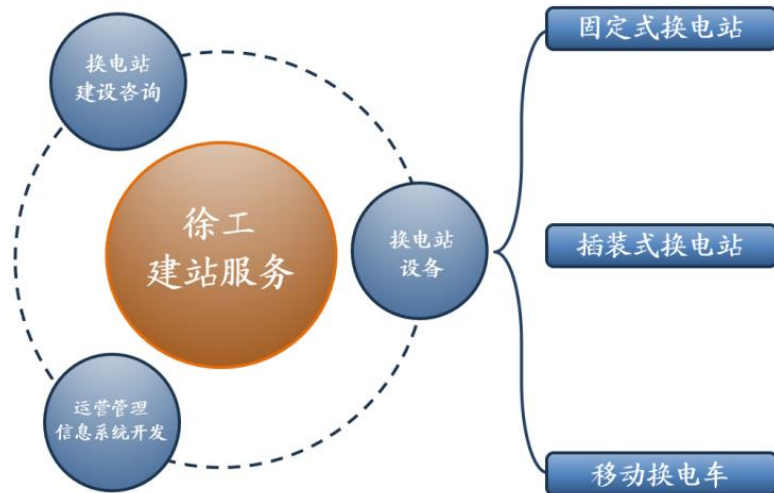 换电站
建设咨询
徐工
建站服务
换电站
设备
运营管理
信息系统开发
固定式换电站
插装式换电站
移动换电车